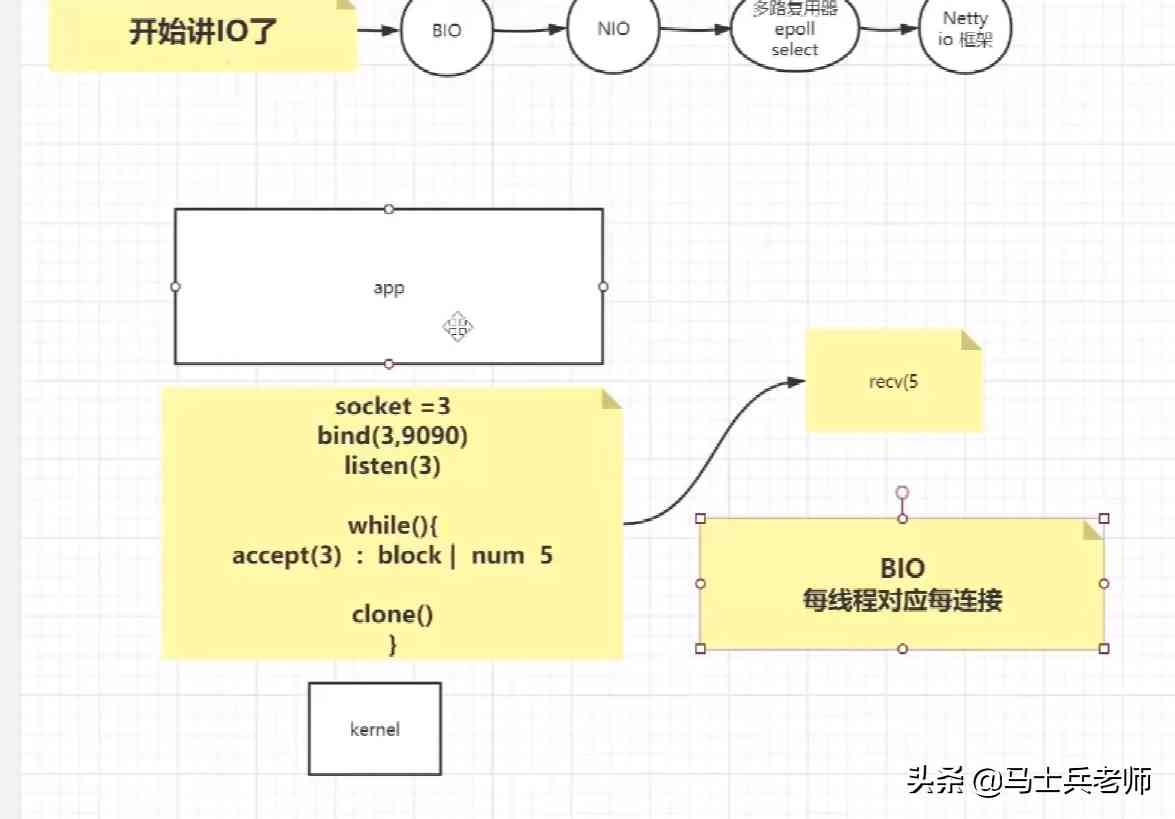 开始讲IO了
BIO
NIO
多路复用器
epoll
select
Netty
io 框架
app
socket =3
bind(3,9090)
listen(3)
while(){
accept(3) : block | num 5
clone()
}
recv(5
BIO
每线程对应每连接
kernel
头条 @马士兵老师